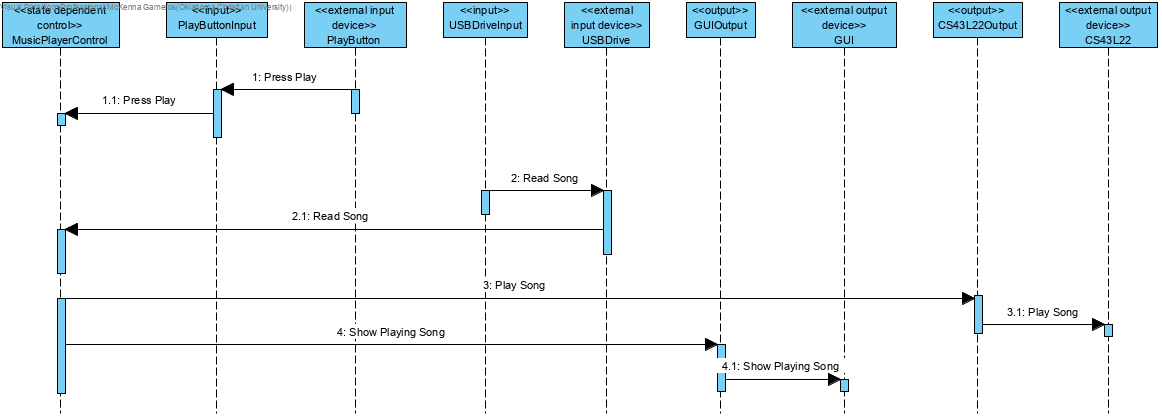 Visual Paradigm Professional(McKenna Gameros(Oklahoma Christian University))
<<state dependent
control>>
MusicPlayerControl
<<input>>
PlayButtonInput
<<external input
device>>
PlayButton
<<input>>
USBDriveInput
<<external
input device>>
USBDrive
<<output>>
GUIOutput
<<external output
device>>
GUI
<<output>>
CS43L22Output
<<external output
device>>
CS43L22
1: Press Play
1.1: Press Play
2: Read Song
2.1: Read Song
3: Play Song
3.1: Play Song
4: Show Playing Song
4.1: Show Playing Song